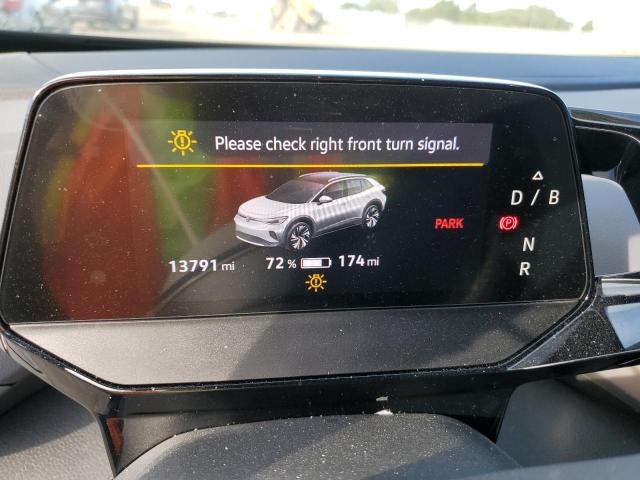 Please check right front turn signal.
PARK
D / B
P
N
R
13791 mi 72 % 174 mi